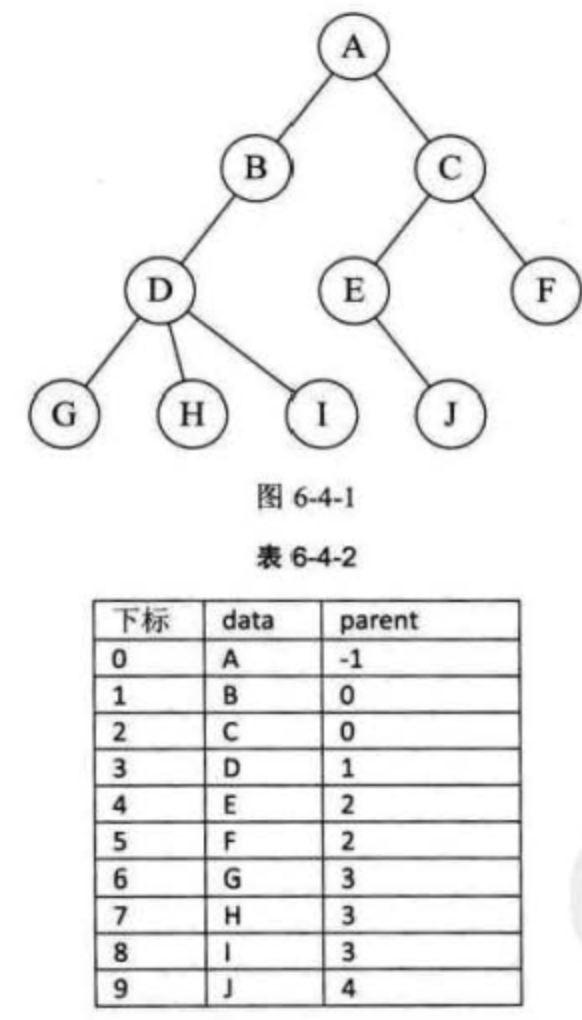 A
B C
D E F
G H I J
图 6-4-1
表 6-4-2
下标 data parent
0 A -1
1 B 0
2 C 0
3 D 1
4 E 2
5 F 2
6 G 3
7 H 3
8 I 3
9 J 4